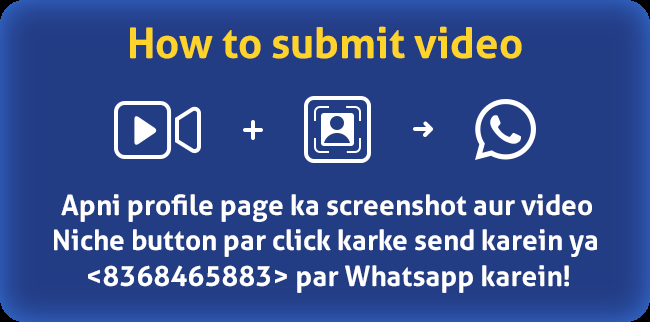 How to submit video
Apni profile page ka screenshot aur video
Niche button par click karke send karein ya
<8368465883> par Whatsapp karein!